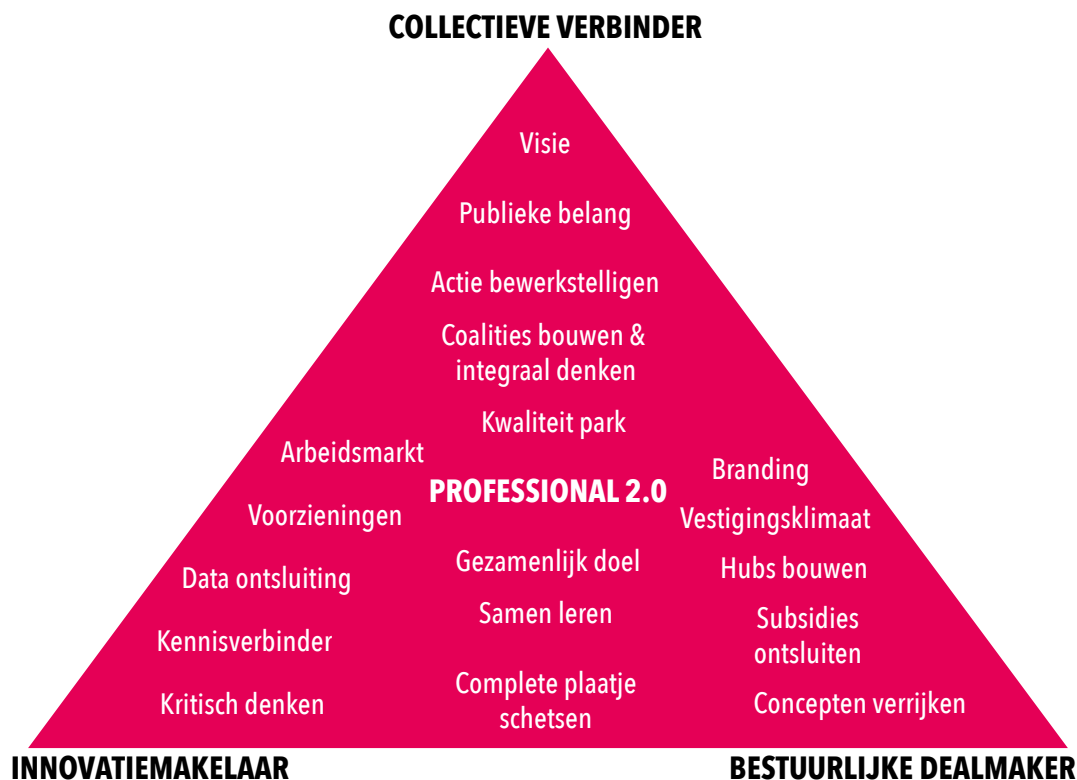 COLLECTIEVE VERBINDER
Visie
Publieke belang
Actie bewerkstelligen
Coalities bouwen &
integraal denken
Kwaliteit park
Arbeidsmarkt
Branding
PROFESSIONAL 2.0
Voorzieningen
Vestigingsklimaat
Gezamenlijk doel
Hubs bouwen
Data ontsluiting
Samen leren
Subsidies
ontsluiten
Kennisverbinder
Complete plaatje
schetsen
Kritisch denken
Concepten verrijken
INNOVATIEMAKELAAR
BESTUURLIJKE DEALMAKER